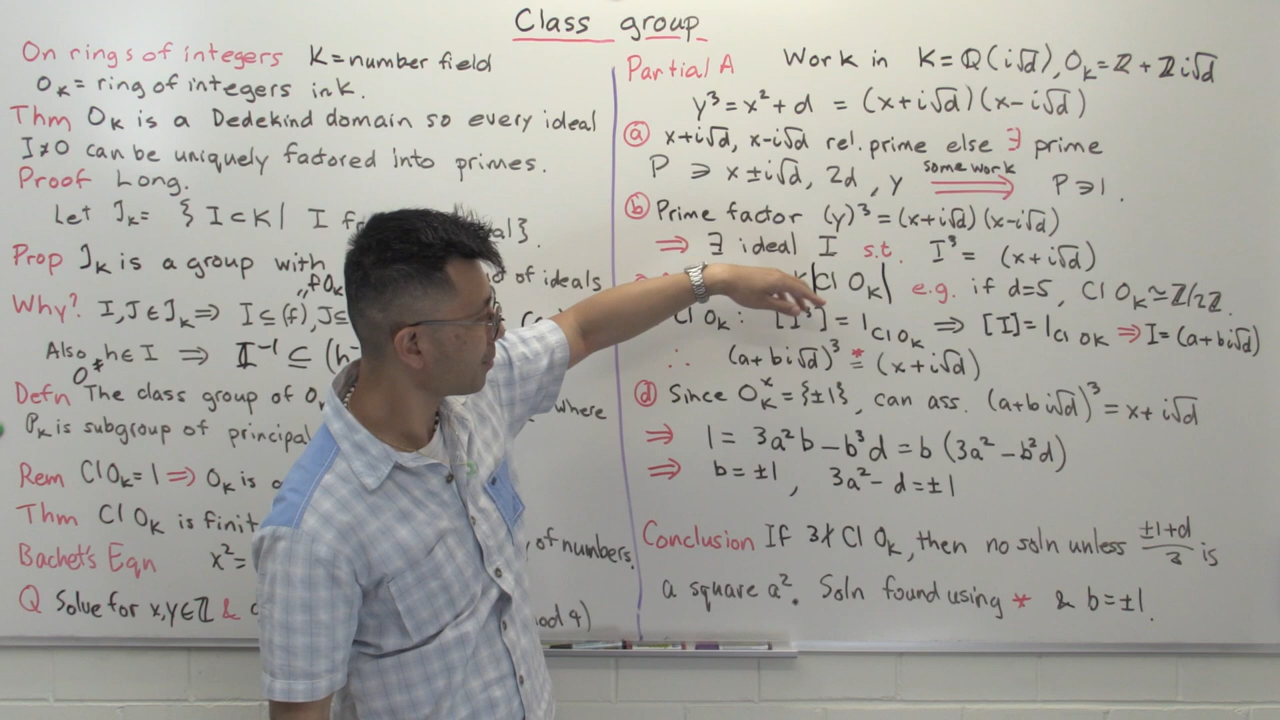 Class group
On rings of integers K = number field
O_K = ring of integers in K.
Thm O_K is a Dedekind domain so every ideal
I ≠ 0 can be uniquely factored into primes.
Proof Long.
Let J_K = { I ⊂ K | I
Prop J_K is a group with of ideals
Why? I, J ∈ J_K ⇒ I ⊆ (f), J ⊆
Also h ∈ I ⇒ I⁻¹ ⊆ (h⁻
Defn The class group of O where
P_K is subgroup of principal
Rem Cl O_K = 1 ⇒ O_K is
Thm Cl O_K is
Bachet's Eqn x² = of numbers.
Q Solve for x, y ∈ ℤ &
Partial A Work in K = ℚ(i√d), O_K = ℤ + ℤi√d
y³ = x² + d = (x+i√d)(x-i√d)
ⓐ x+i√d, x-i√d rel. prime else ∃ prime
P ∋ x ± i√d, 2d, y some work ⟹ P ∋ 1.
ⓑ Prime factor (y)³ = (x+i√d)(x-i√d)
⇒ ∃ ideal I s.t. I³ = (x+i√d)
|Cl O_K| e.g. if d=5, Cl O_K ≃ ℤ/2ℤ.
Cl O_K : [I³] = 1_{Cl O_K} ⇒ [I] = 1_{Cl O_K} ⇒ I = (a+bi√d)
∴ (a+bi√d)³ =* (x+i√d)
ⓓ Since O_K^× = {±1}, can ass. (a+bi√d)³ = x+i√d
⇒ 1 = 3a²b - b³d = b(3a² - b²d)
⇒ b = ±1, 3a² - d = ±1
Conclusion If 3∤Cl O_K, then no soln unless (±1+d)/3 is
a square a². Soln found using * & b = ±1.